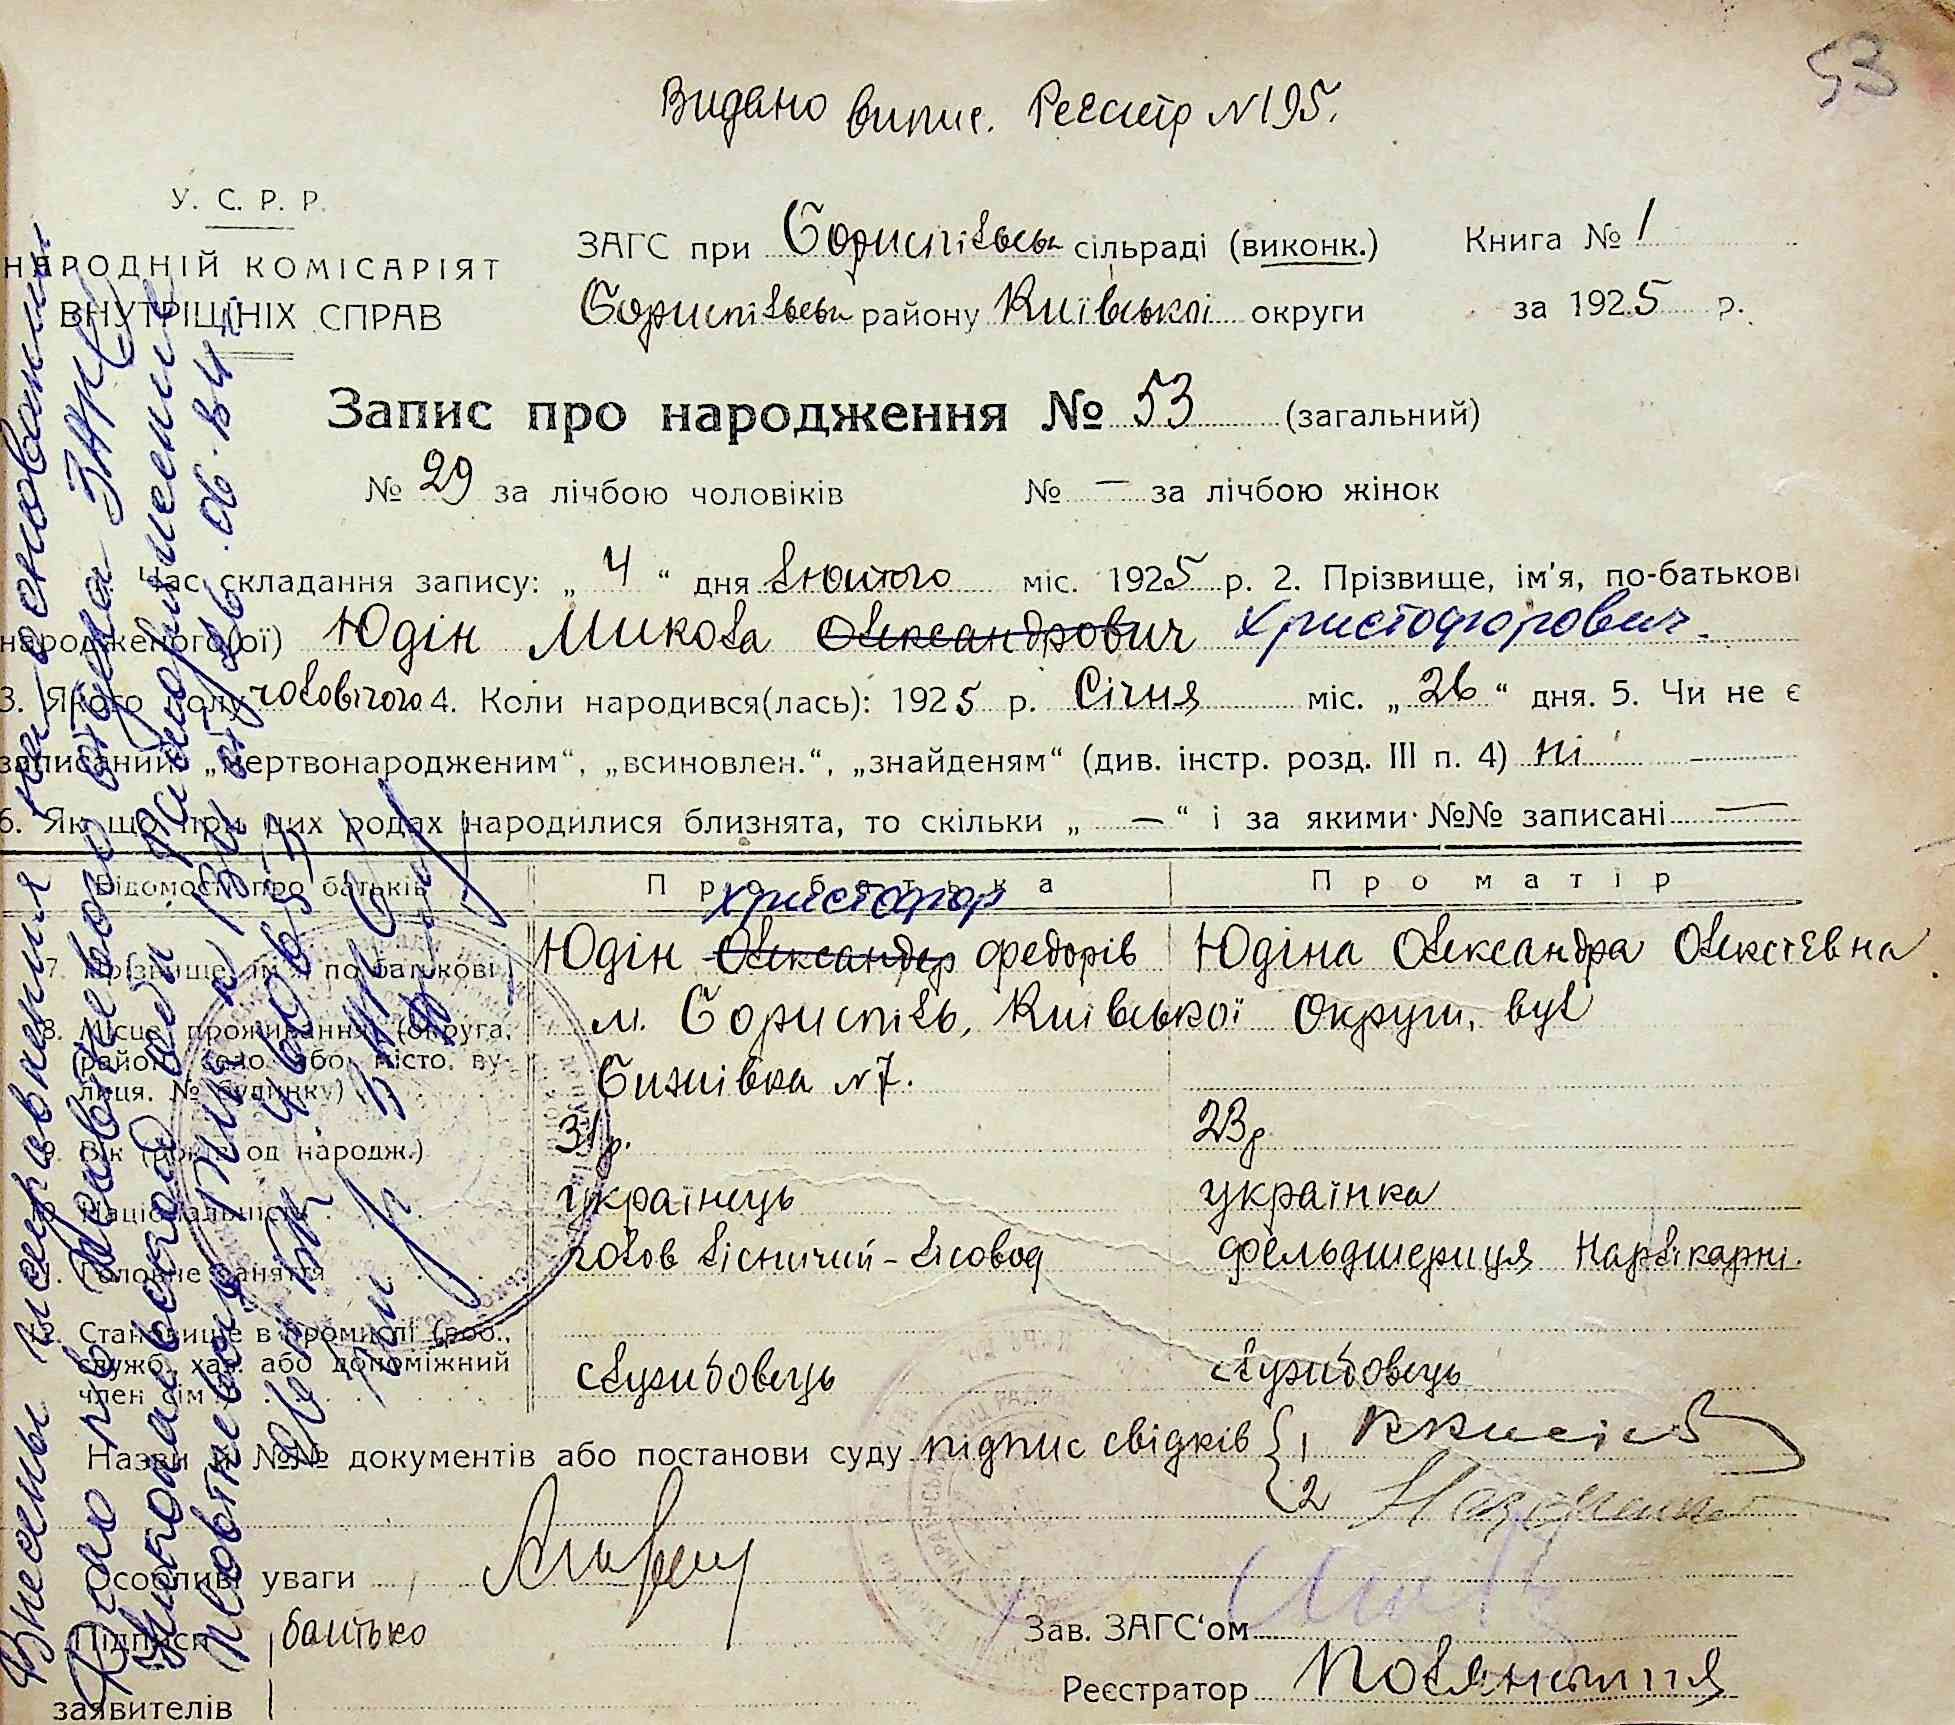 53
Видано випис. Реєстр №195.
У. С. Р. Р.
НАРОДНІЙ КОМІСАРІЯТ
ВНУТРІШНІХ СПРАВ
ЗАГС при Бориспільськ сільраді (виконк.)
Книга № 1
Бориспільськ району Київської округи
за 1925 р.
Запис про народження № 53 (загальний)
№ 29 за лічбою чоловіків № — за лічбою жінок
Час складання запису: „ 4 “ дня лютого міс. 1925 р. 2. Прізвище, ім’я, по-батькові
народженого(ої) Юдін Микола Олександрович Христофорович.
3. Якого полу чоловічого 4. Коли народився(лась): 1925 р. Січня міс. „ 26 “ дня. 5. Чи не є
записаний „мертвонародженим“, „всиновлен.“, „знайденям“ (див. інстр. розд. III п. 4) ні —
6. Як що при цих родах народилися близнята, то скільки „ — “ і за якими №№ записані —
Відомості про батьків
Про батька
Про матір
Христофор
7. Прізвище, ім’я, по-батькові
Юдін Олександер Федорів
Юдіна Олександра Олексіевна
8. Місце проживання (округа, район, село або місто, вулиця, № будинку)
м. Бориспіль, Київської Округи, вул
Бижівка №7.
9. Вік (років од народж.)
31 р.
23 р
10. Національність
українець
українка
11. Головне заняття
голов лісничий-лісовод
фельдшериця Нарлікарні.
12. Становище в промислі (роб., служб., хаз. або допоміжний член сім’ї)
службовець
службовець
Назви й №№ документів або постанови суду підпис свідків { 1
2
Особливі уваги
Підписи
батько
заявителів
Зав. ЗАГС‘ом
Реєстратор
Внесены исправления на основании